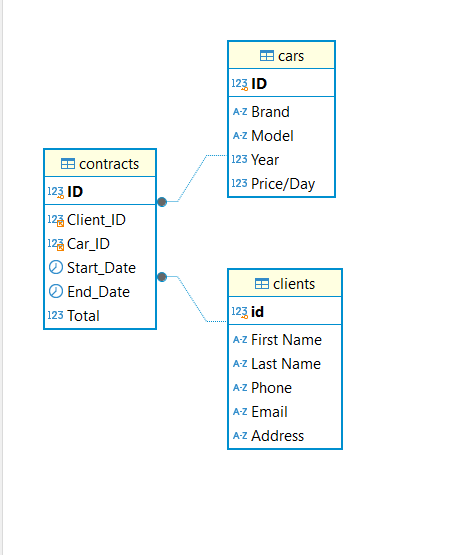 cars
123 ID
A-Z Brand
A-Z Model
123 Year
123 Price/Day
contracts
123 ID
123 Client_ID
123 Car_ID
Start_Date
End_Date
123 Total
clients
123 id
A-Z First Name
A-Z Last Name
A-Z Phone
A-Z Email
A-Z Address